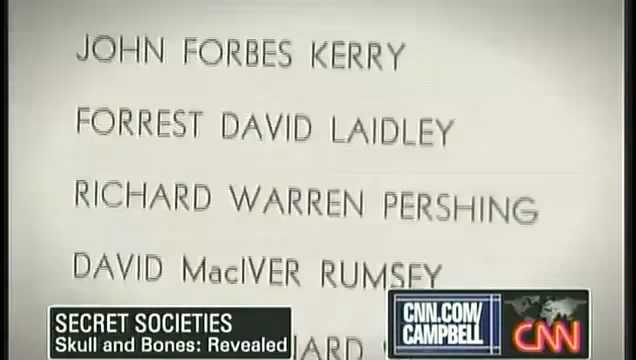 JOHN FORBES KERRY
FORREST DAVID LAIDLEY
RICHARD WARREN PERSHING
DAVID MacIVER RUMSEY
SECRET SOCIETIES
Skull and Bones: Revealed
CNN.COM/
CAMPBELL
CNN